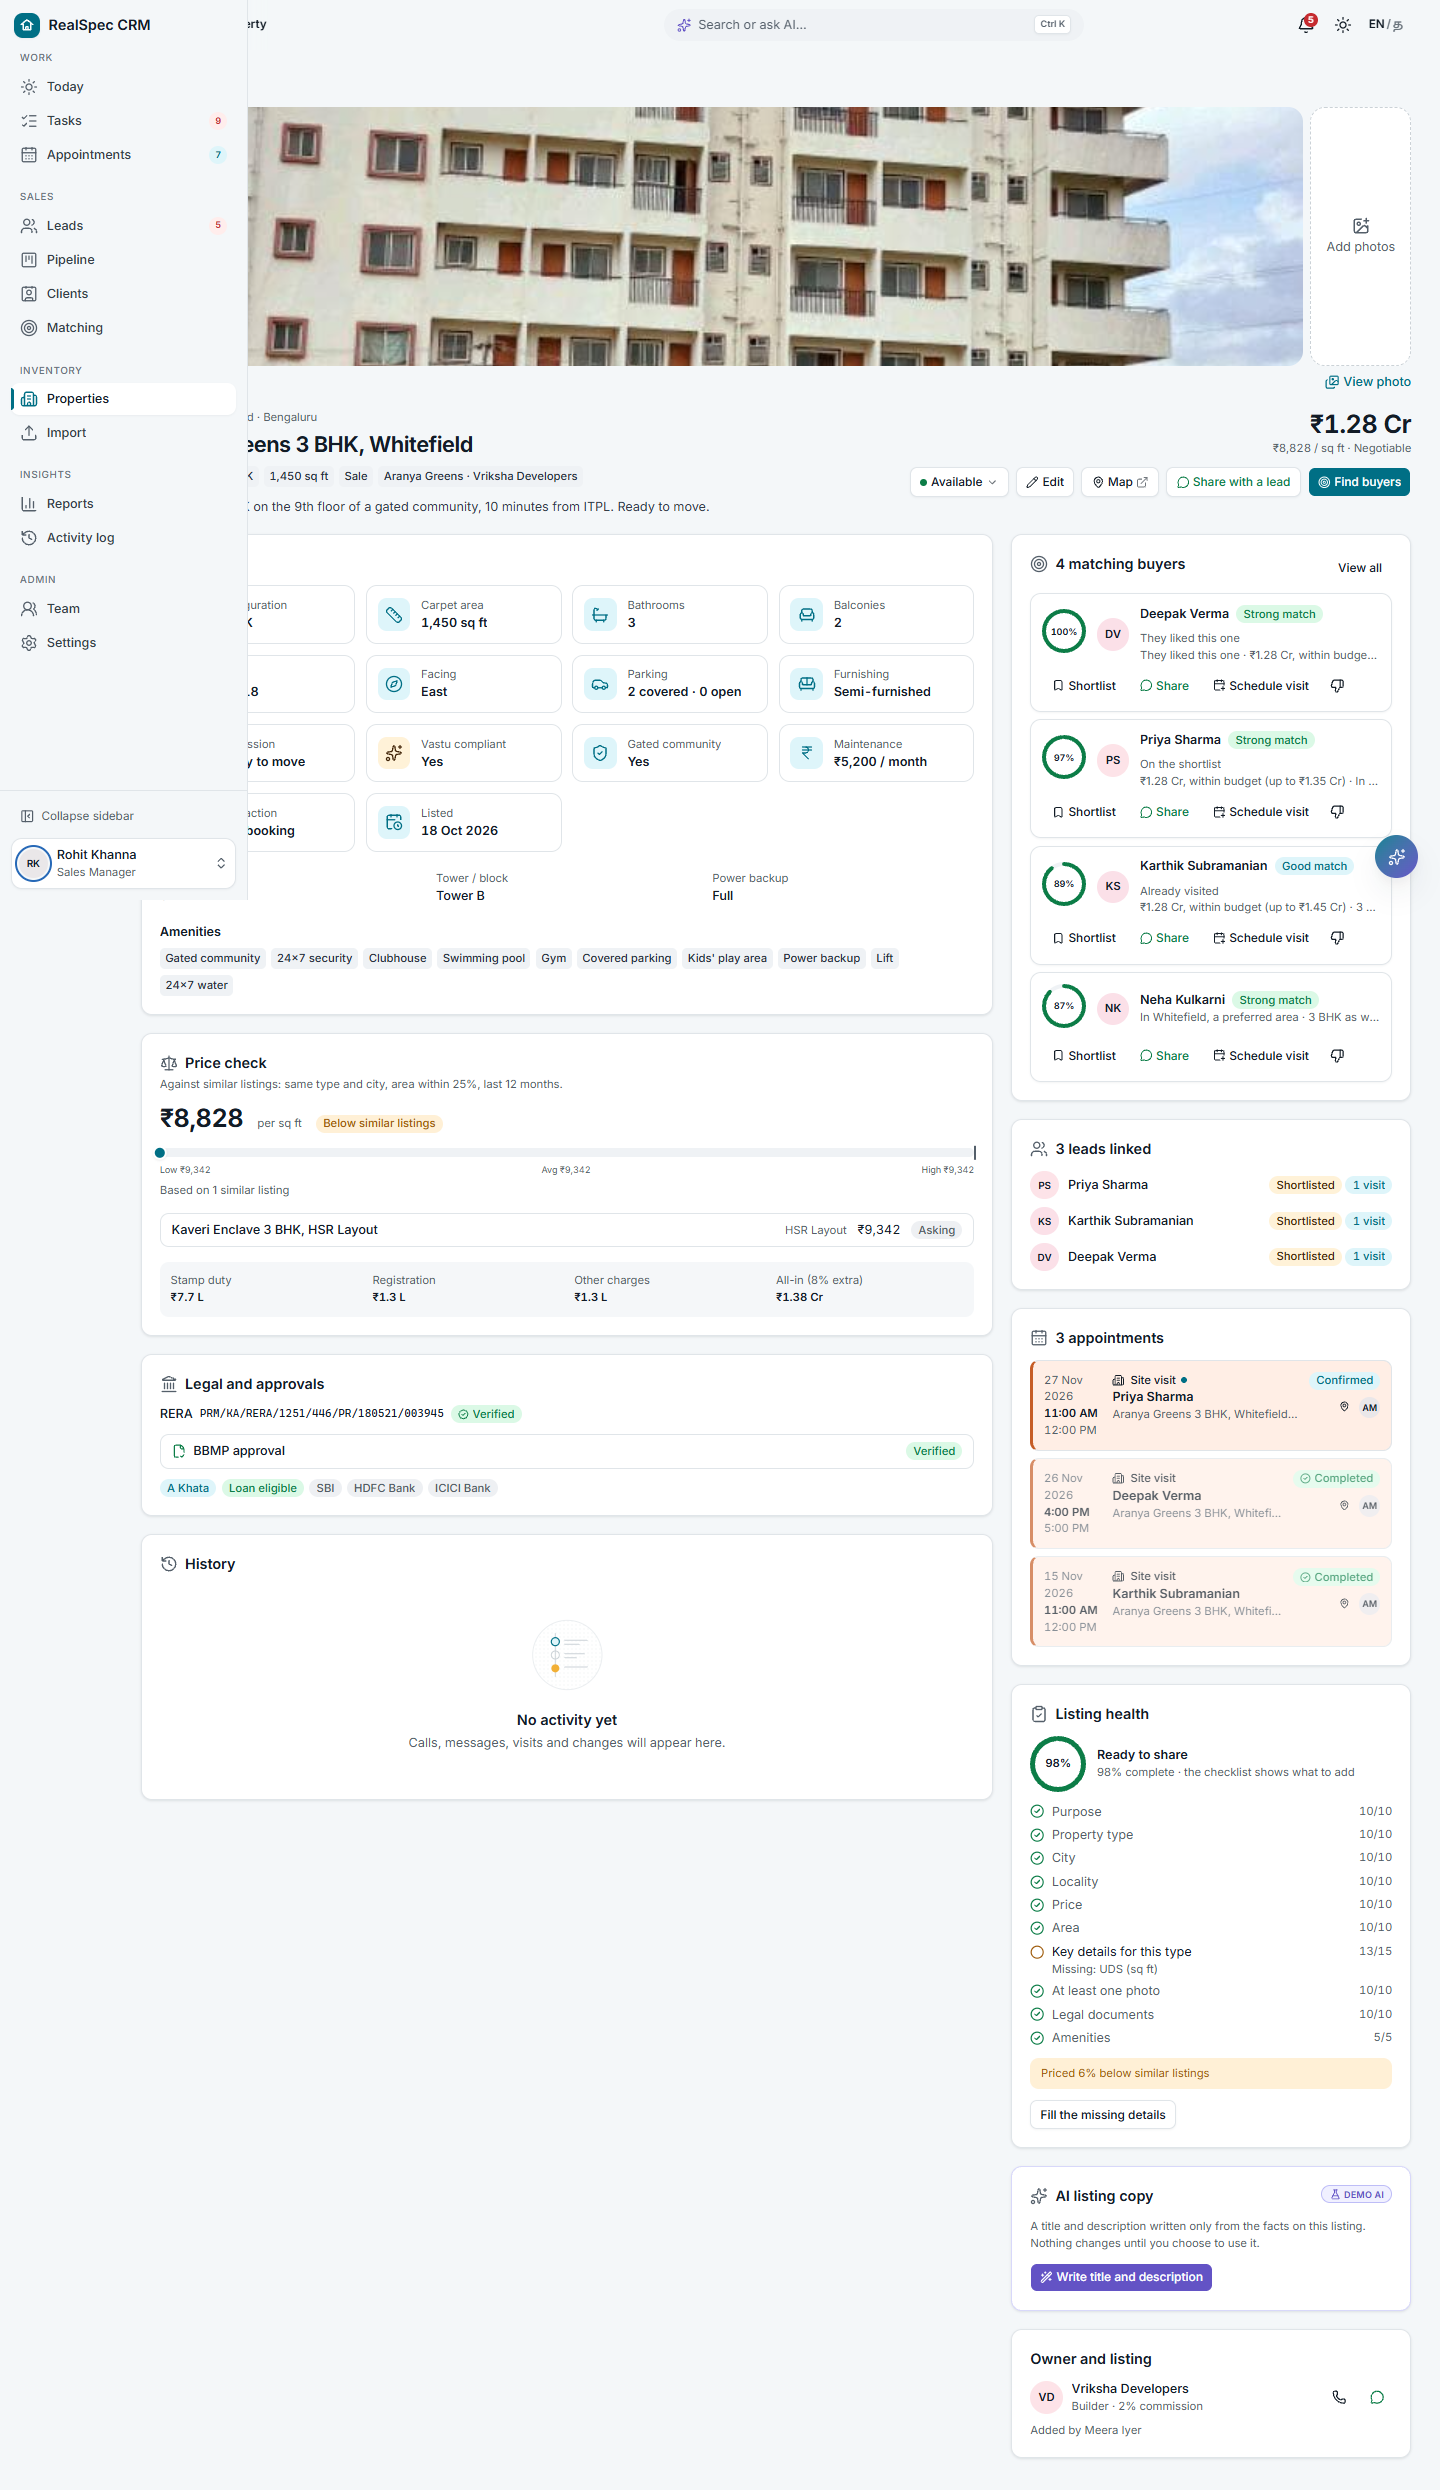 RealSpec CRM
erty
Search or ask AI...
Ctrl K
5
EN / த
WORK
Today
Tasks
9
Appointments
7
SALES
Leads
5
Pipeline
Clients
Matching
INVENTORY
Properties
Import
INSIGHTS
Reports
Activity log
ADMIN
Team
Settings
Collapse sidebar
RK
Rohit Khanna
Sales Manager
Add photos
View photo
d · Bengaluru
eens 3 BHK, Whitefield
K
1,450 sq ft
Sale
Aranya Greens · Vriksha Developers
on the 9th floor of a gated community, 10 minutes from ITPL. Ready to move.
₹1.28 Cr
₹8,828 / sq ft · Negotiable
Available
Edit
Map
Share with a lead
Find buyers
guration
K
Carpet area
1,450 sq ft
Bathrooms
3
Balconies
2
18
Facing
East
Parking
2 covered · 0 open
Furnishing
Semi-furnished
ssion
y to move
Vastu compliant
Yes
Gated community
Yes
Maintenance
₹5,200 / month
action
booking
Listed
18 Oct 2026
Tower / block
Tower B
Power backup
Full
Amenities
Gated community
24×7 security
Clubhouse
Swimming pool
Gym
Covered parking
Kids' play area
Power backup
Lift
24×7 water
Price check
Against similar listings: same type and city, area within 25%, last 12 months.
₹8,828 per sq ft
Below similar listings
Low ₹9,342
Avg ₹9,342
High ₹9,342
Based on 1 similar listing
Kaveri Enclave 3 BHK, HSR Layout
HSR Layout
₹9,342
Asking
Stamp duty
₹7.7 L
Registration
₹1.3 L
Other charges
₹1.3 L
All-in (8% extra)
₹1.38 Cr
Legal and approvals
RERA PRM/KA/RERA/1251/446/PR/180521/003945
Verified
BBMP approval
Verified
A Khata
Loan eligible
SBI
HDFC Bank
ICICI Bank
History
No activity yet
Calls, messages, visits and changes will appear here.
4 matching buyers
View all
100%
DV
Deepak Verma
Strong match
They liked this one
They liked this one · ₹1.28 Cr, within budge...
Shortlist
Share
Schedule visit
97%
PS
Priya Sharma
Strong match
On the shortlist
₹1.28 Cr, within budget (up to ₹1.35 Cr) · In ...
Shortlist
Share
Schedule visit
89%
KS
Karthik Subramanian
Good match
Already visited
₹1.28 Cr, within budget (up to ₹1.45 Cr) · 3 ...
Shortlist
Share
Schedule visit
87%
NK
Neha Kulkarni
Strong match
In Whitefield, a preferred area · 3 BHK as w...
Shortlist
Share
Schedule visit
3 leads linked
PS
Priya Sharma
Shortlisted
1 visit
KS
Karthik Subramanian
Shortlisted
1 visit
DV
Deepak Verma
Shortlisted
1 visit
3 appointments
27 Nov 2026
11:00 AM
12:00 PM
Site visit
Priya Sharma
Aranya Greens 3 BHK, Whitefield...
Confirmed
AM
26 Nov 2026
4:00 PM
5:00 PM
Site visit
Deepak Verma
Aranya Greens 3 BHK, Whitefi...
Completed
AM
15 Nov 2026
11:00 AM
12:00 PM
Site visit
Karthik Subramanian
Aranya Greens 3 BHK, Whitefi...
Completed
AM
Listing health
98%
Ready to share
98% complete · the checklist shows what to add
Purpose
10/10
Property type
10/10
City
10/10
Locality
10/10
Price
10/10
Area
10/10
Key details for this type
13/15
Missing: UDS (sq ft)
At least one photo
10/10
Legal documents
10/10
Amenities
5/5
Priced 6% below similar listings
Fill the missing details
AI listing copy
DEMO AI
A title and description written only from the facts on this listing.
Nothing changes until you choose to use it.
Write title and description
Owner and listing
VD
Vriksha Developers
Builder · 2% commission
Added by Meera Iyer